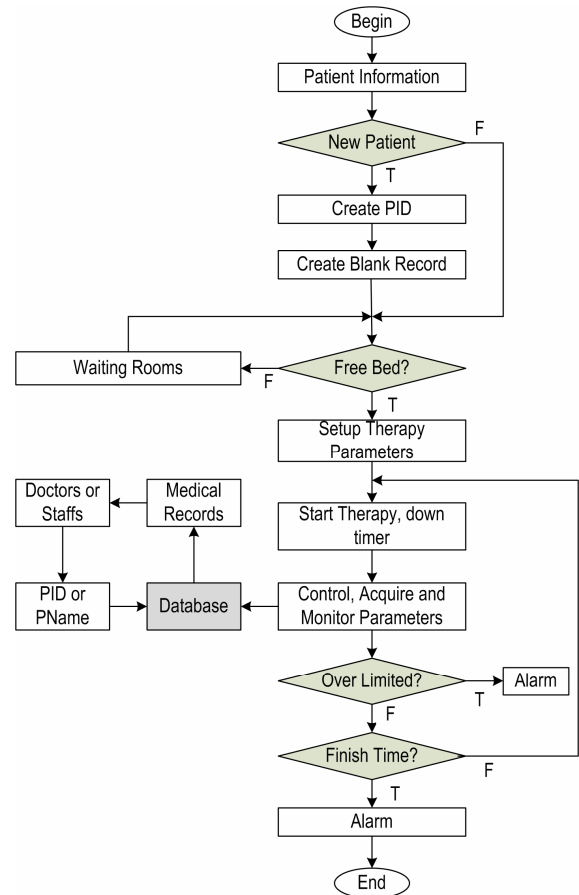 Begin
Patient Information
New Patient
F
T
Create PID
Create Blank Record
Waiting Rooms
F
Free Bed?
T
Setup Therapy
Parameters
Doctors or
Staffs
Medical
Records
Start Therapy, down
timer
PID or
PName
Database
Control, Acquire and
Monitor Parameters
Over Limited?
T
Alarm
F
Finish Time?
F
T
Alarm
End